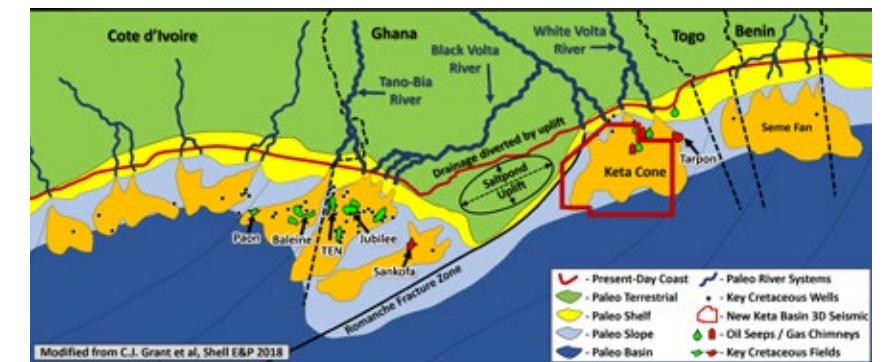 Cote d'Ivoire
Ghana
White Volta
River
Togo
Benin
Black Volta
River
Tano-Bia
River
Drainage diverted by uplift
Saltpond
Uplift
Keta Cone
Tarpon
Seme Fan
Paon
Baleine
TEN
Jubilee
Sankofa
Romanche Fracture Zone
- Present-Day Coast
- Paleo Terrestrial
- Paleo Shelf
- Paleo Slope
- Paleo Basin
- Paleo River Systems
- Key Cretaceous Wells
- New Keta Basin 3D Seismic
- Oil Seeps / Gas Chimneys
- Key Cretaceous Fields
Modified from C.J. Grant et al, Shell E&P 2018